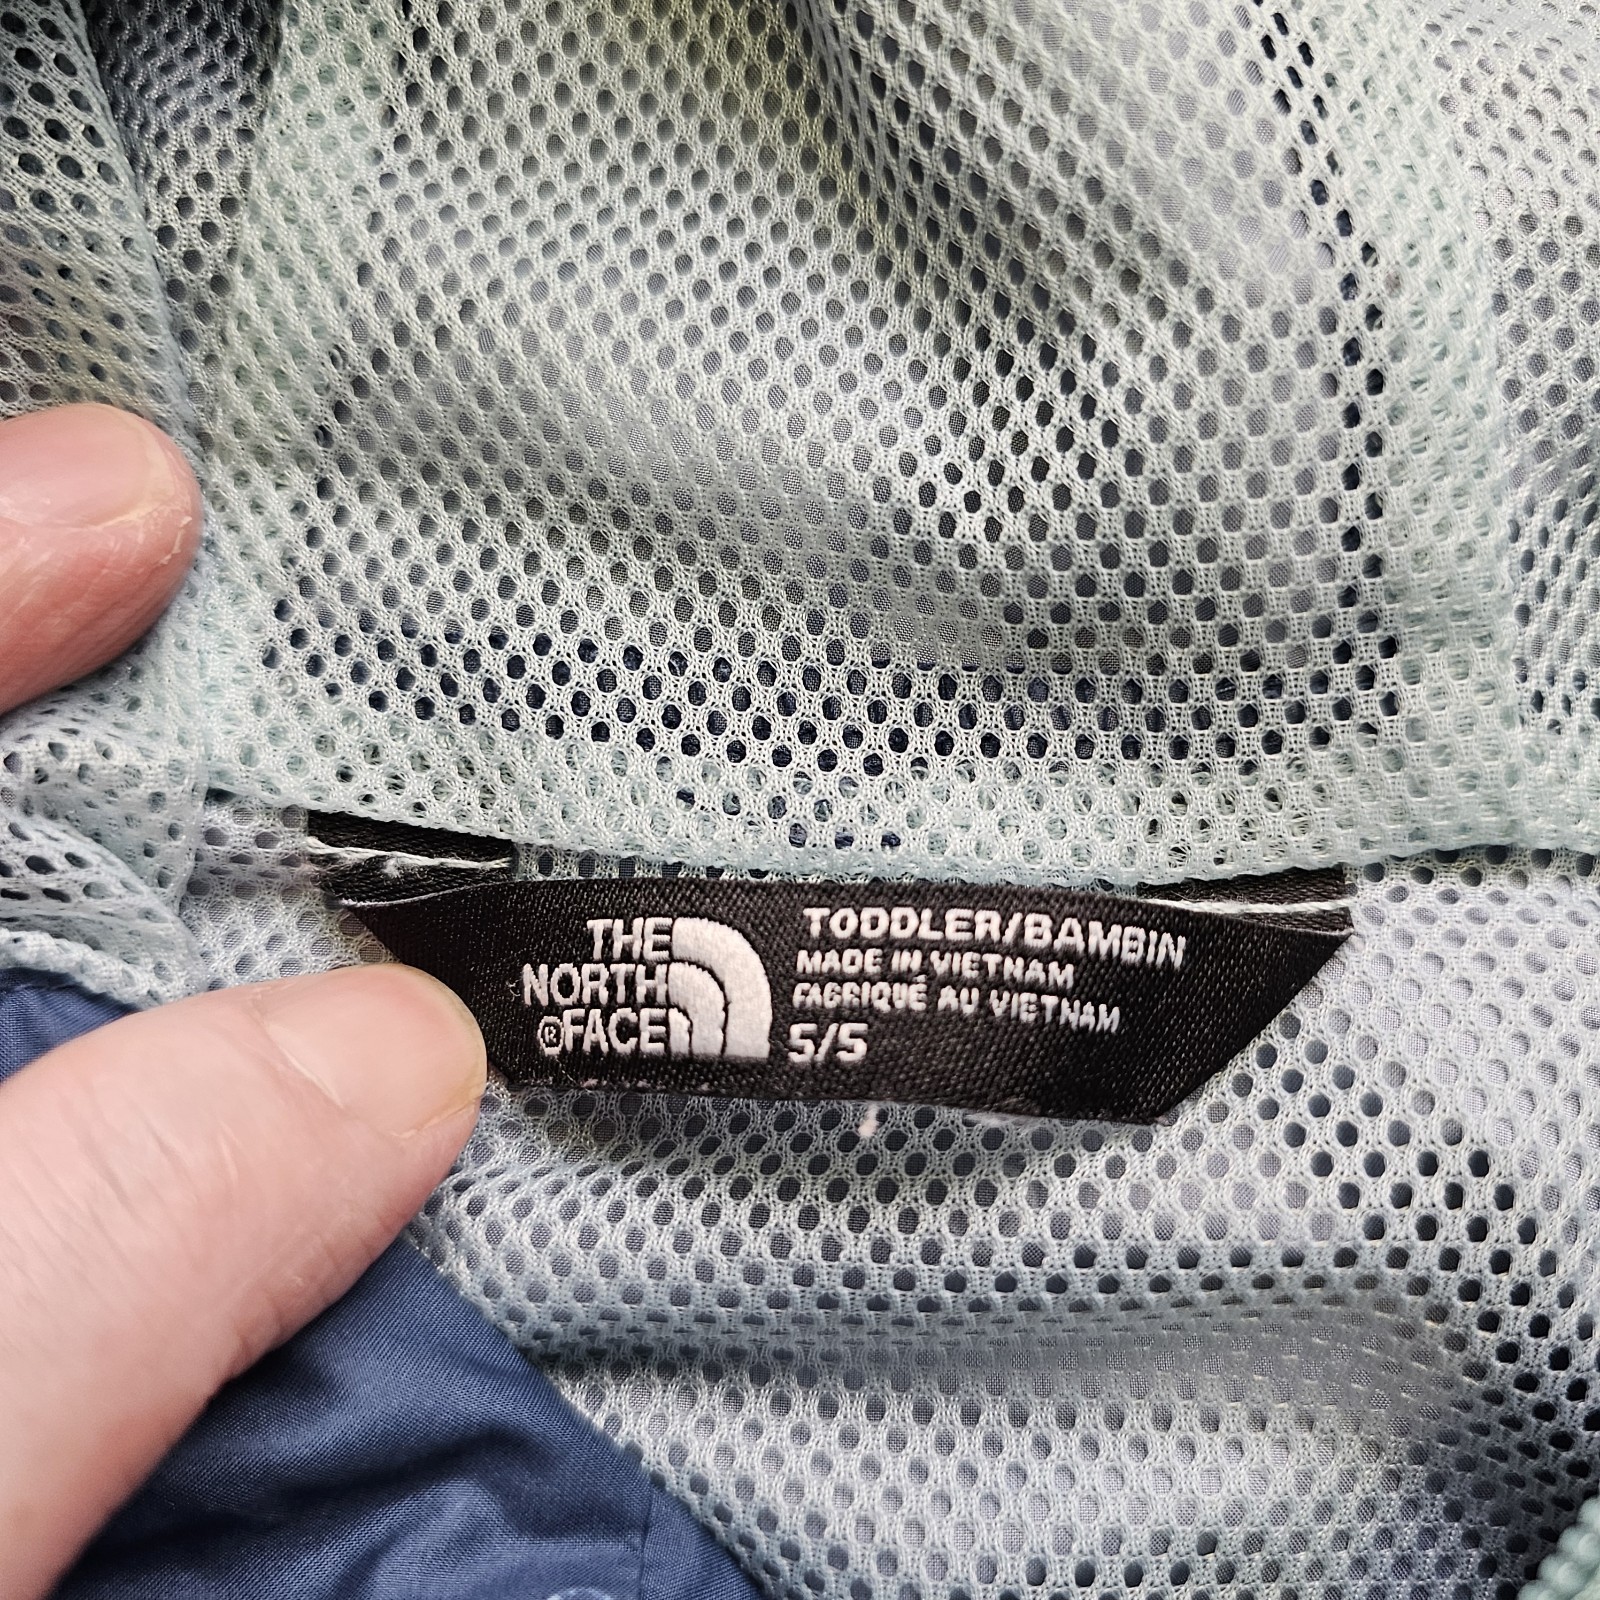 THE
NORTH
®FACE
TODDLER/BAMBIN
MADE IN VIETNAM
FABRIQUÉ AU VIETNAM
5/5